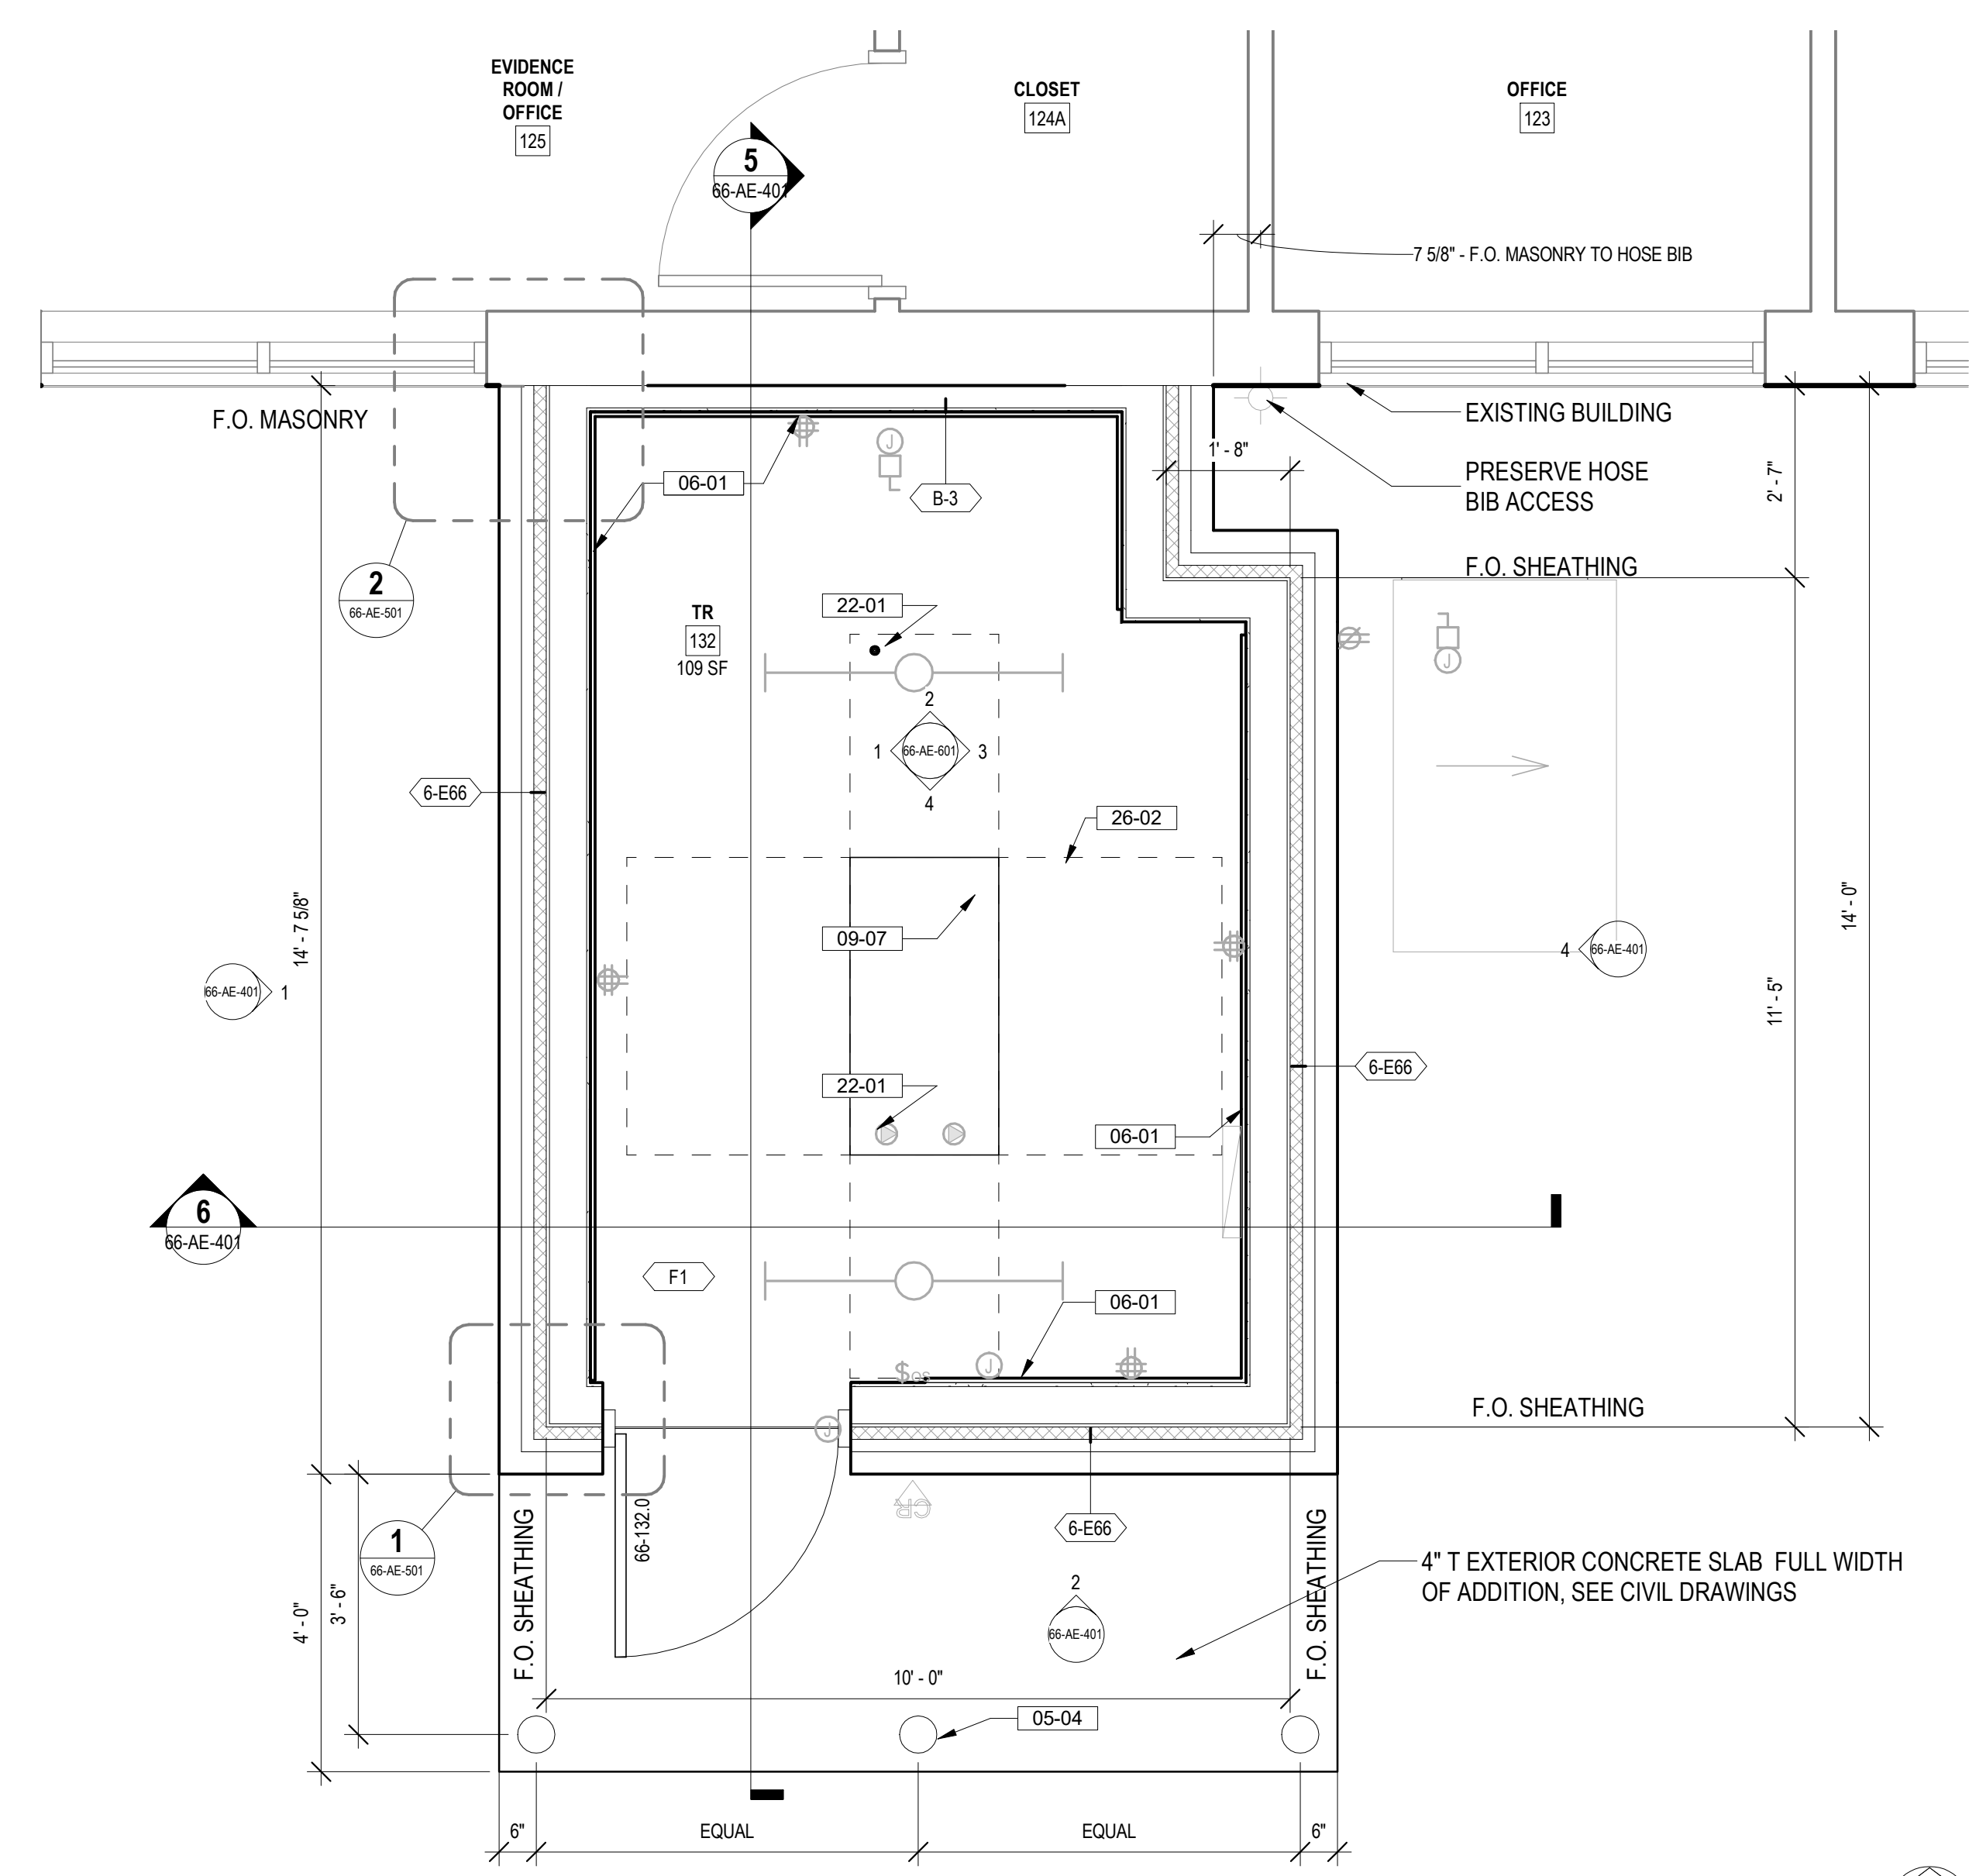 EVIDENCE
ROOM /
OFFICE
125
CLOSET
124A
OFFICE
123
5
66-AE-401
7 5/8" - F.O. MASONRY TO HOSE BIB
F.O. MASONRY
EXISTING BUILDING
1' - 8"
PRESERVE HOSE
BIB ACCESS
2' - 7"
06-01
J
B-3
F.O. SHEATHING
2
66-AE-501
22-01
TR
132
109 SF
J
2
1
66-AE-601
3
4
6-E66
26-02
14' - 7 5/8"
14' - 0"
09-07
4
66-AE-401
66-AE-401
1
11' - 5"
6-E66
22-01
06-01
6
66-AE-401
F1
06-01
$os
J
F.O. SHEATHING
J
CR
66-132.0
6-E66
1
66-AE-501
F.O. SHEATHING
F.O. SHEATHING
4" T EXTERIOR CONCRETE SLAB FULL WIDTH
OF ADDITION, SEE CIVIL DRAWINGS
3' - 6"
4' - 0"
2
66-AE-401
10' - 0"
05-04
6"
EQUAL
EQUAL
6"